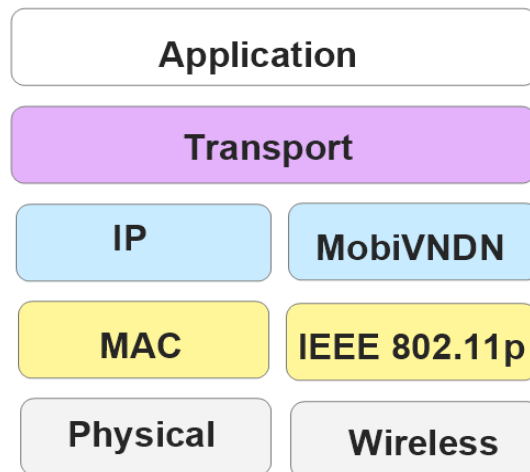 Application
Transport
IP
MobiVNDN
MAC
IEEE 802.11p
Physical
Wireless